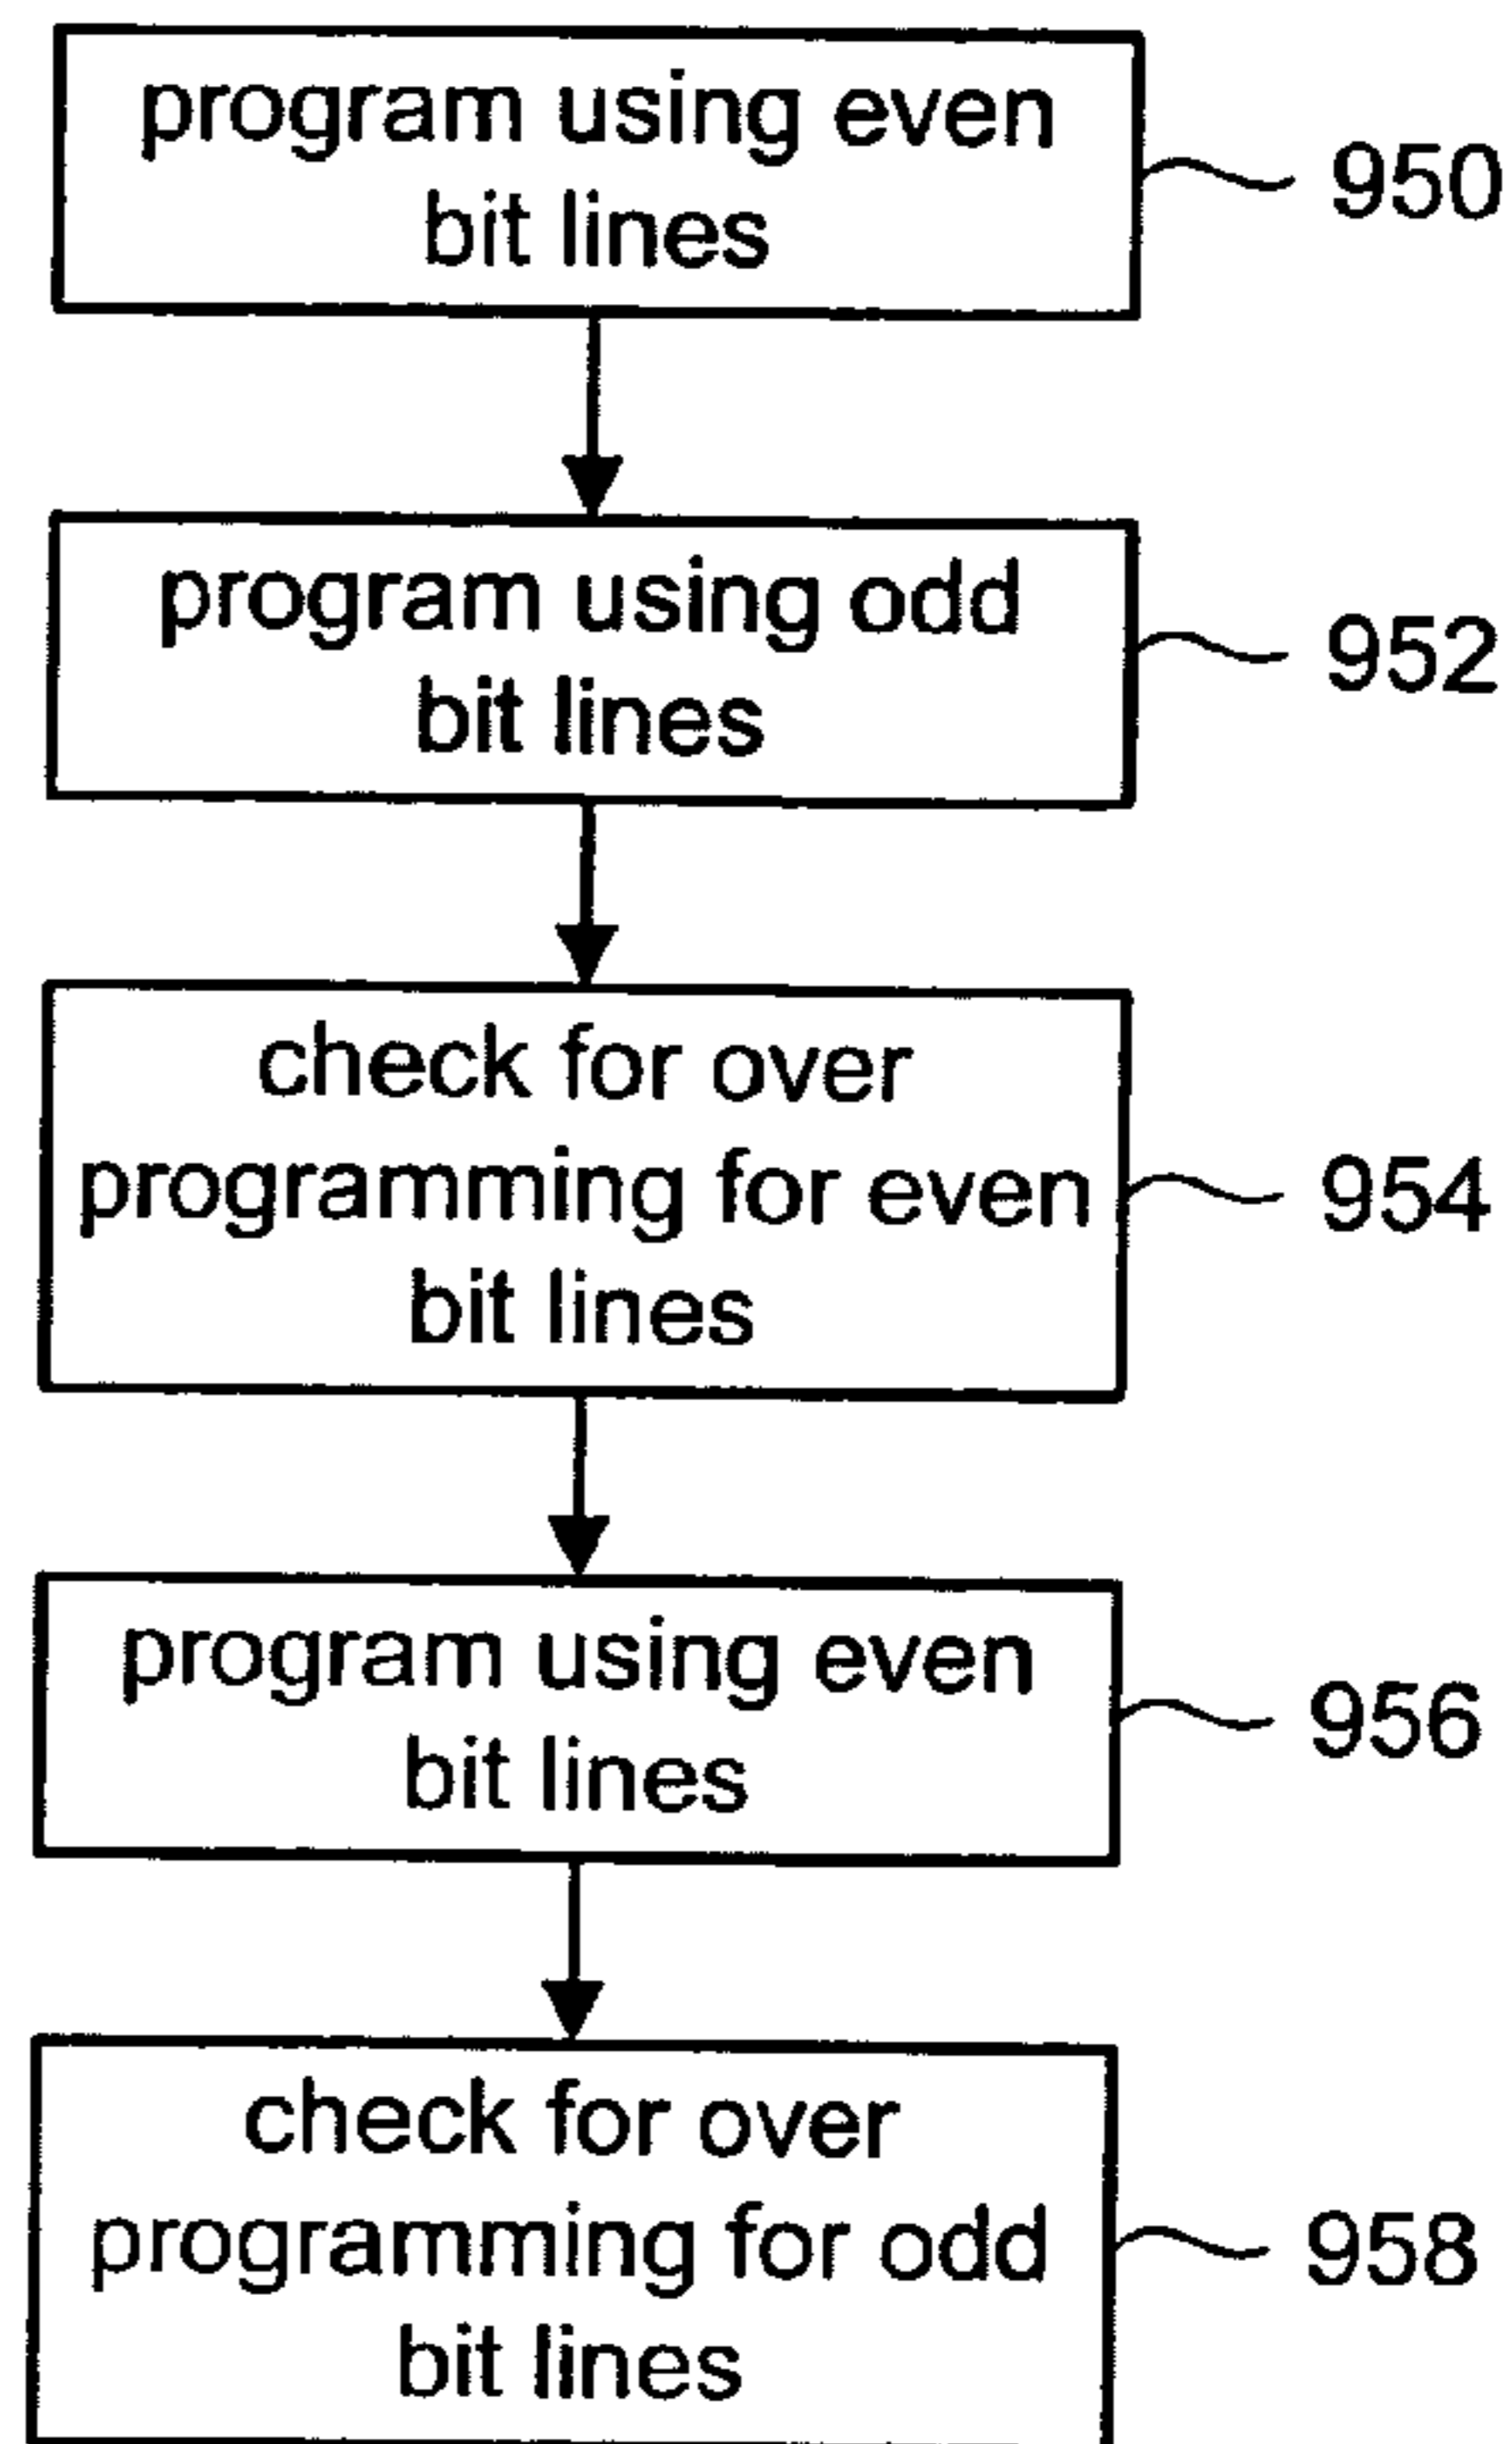 program using even
bit lines
950
program using odd
bit lines
952
check for over
programming for even
bit lines
954
program using even
bit lines
956
check for over
programming for odd
bit lines
958